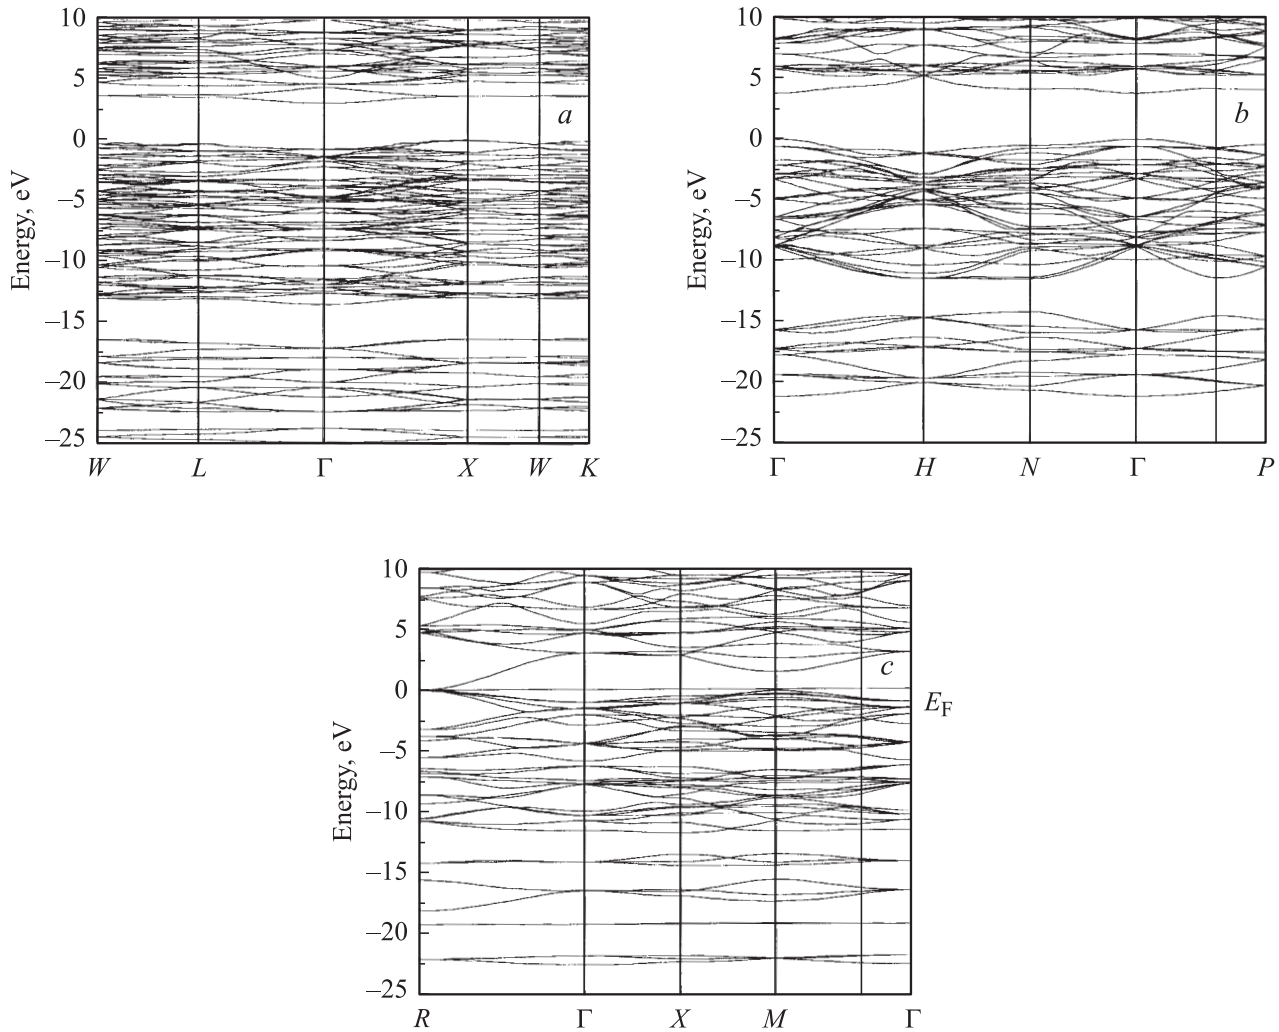 10
5
0
–5
–10
–15
–20
–25
Energy, eV
a
W L Γ X W K
10
5
0
–5
–10
–15
–20
–25
Energy, eV
b
Γ H N Γ P
10
5
0
–5
–10
–15
–20
–25
Energy, eV
c
E_F
R Γ X M Γ